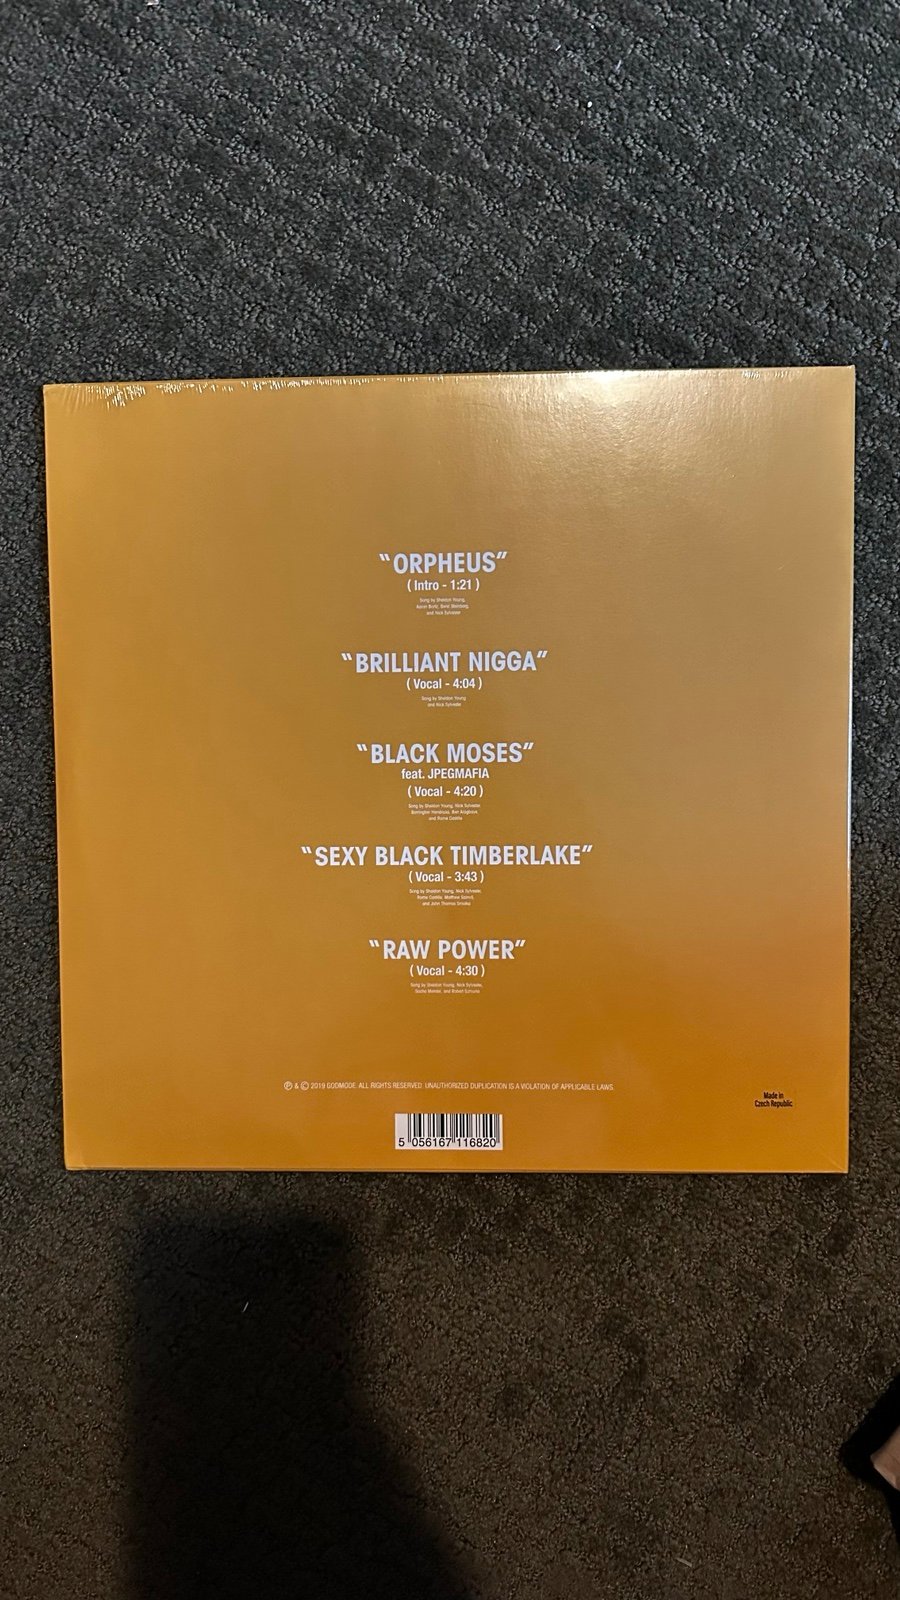 “ORPHEUS”
( Intro - 1:21 )
Song by Sheldon Young,
and Nick Sylvester
“BRILLIANT NIGGA”
( Vocal - 4:04 )
Song by Sheldon Young
and Nick Sylvester
“BLACK MOSES”
feat. JPEGMAFIA
( Vocal - 4:20 )
Song by Sheldon Young, Nick Sylvester,
Barrington Hendricks,
“SEXY BLACK TIMBERLAKE”
( Vocal - 3:43 )
Song by Sheldon Young, Nick Sylvester,
“RAW POWER”
( Vocal - 4:30 )
Song by Sheldon Young, Nick Sylvester,
℗ & © 2019 GODMODE. ALL RIGHTS RESERVED. UNAUTHORIZED DUPLICATION IS A VIOLATION OF APPLICABLE LAWS.
Made in
Czech Republic
5 056167 116820